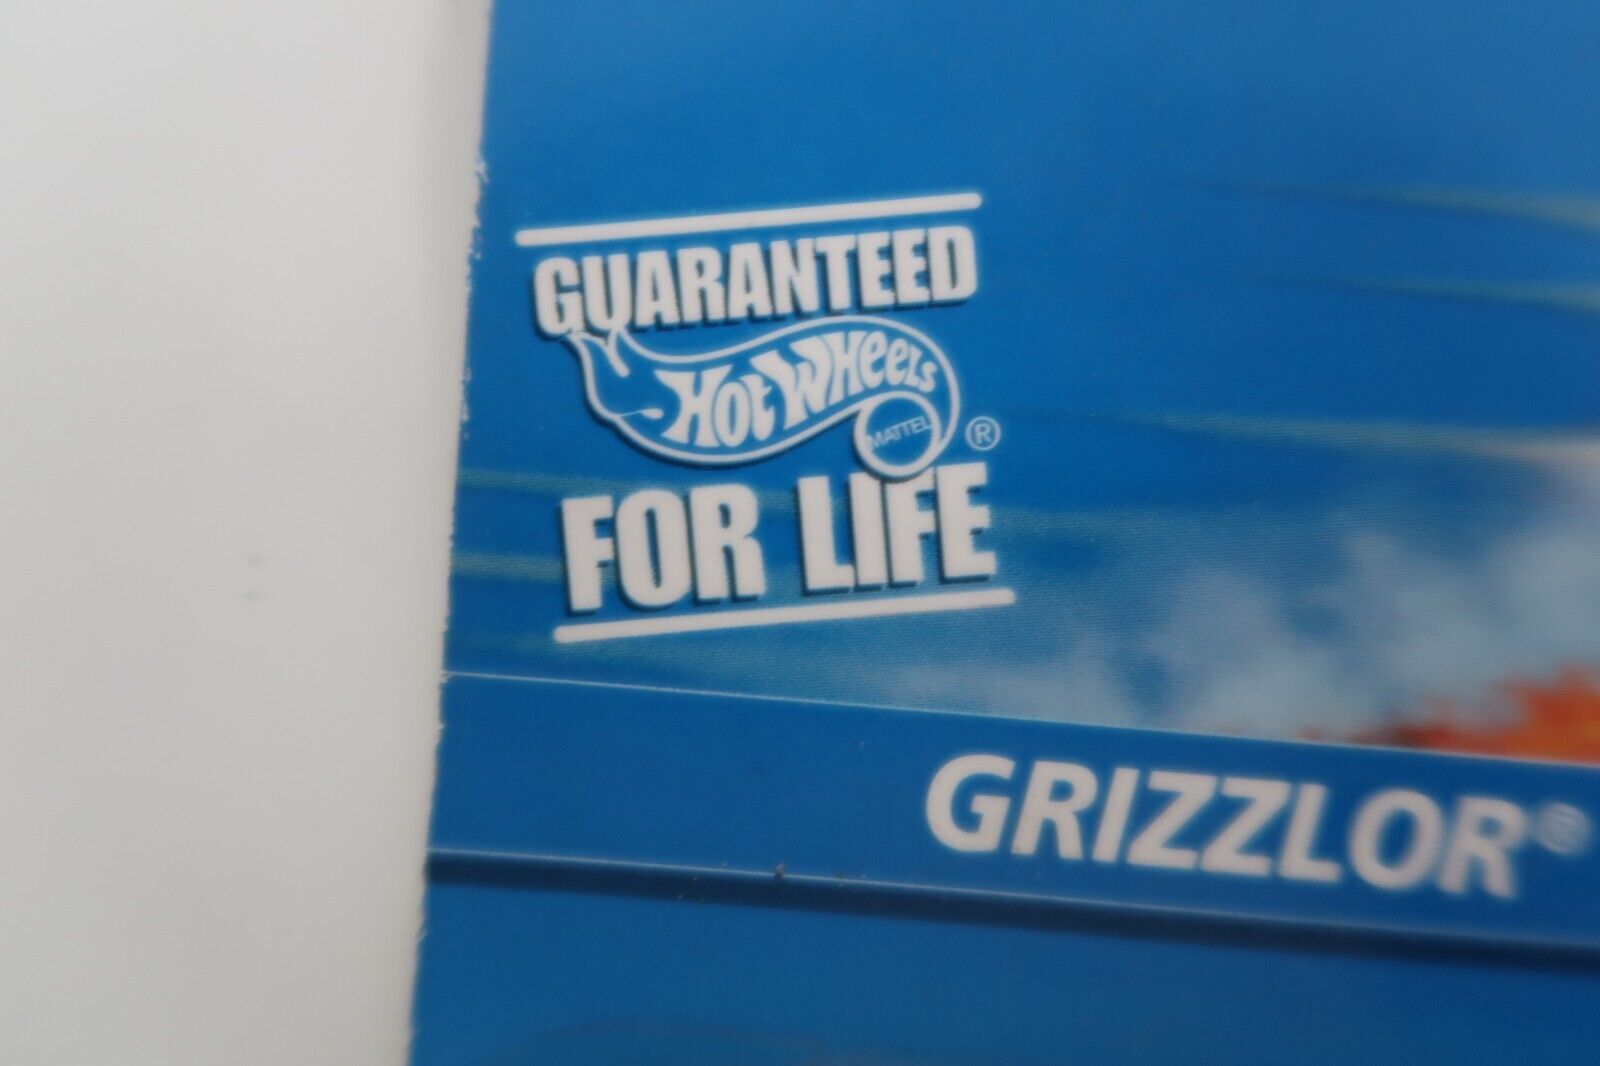 GUARANTEED
HOT WHEELS
MATTEL ®
FOR LIFE
GRIZZLOR®